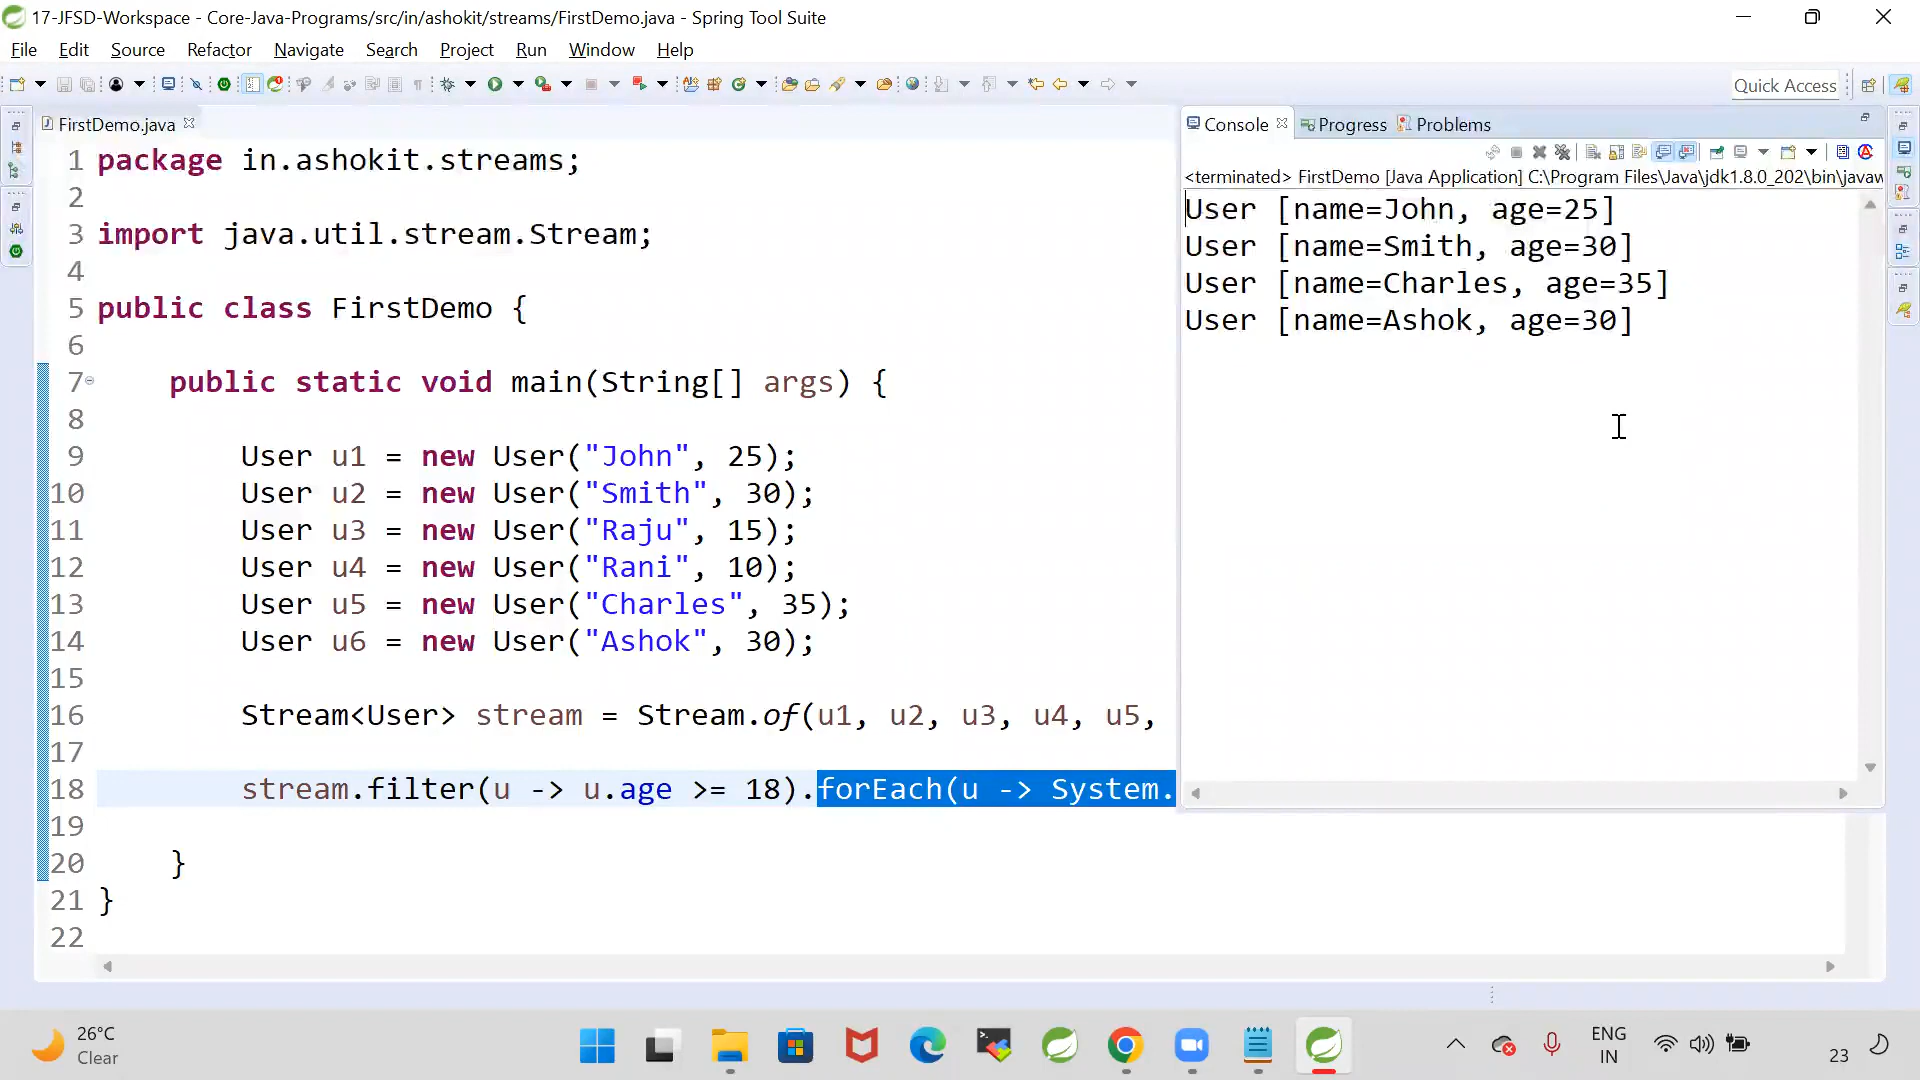 17-JFSD-Workspace - Core-Java-Programs/src/in/ashokit/streams/FirstDemo.java - Spring Tool Suite
File Edit Source Refactor Navigate Search Project Run Window Help
Quick Access
FirstDemo.java
1 package in.ashokit.streams;
2
3 import java.util.stream.Stream;
4
5 public class FirstDemo {
6
7 public static void main(String[] args) {
8
9 User u1 = new User("John", 25);
10 User u2 = new User("Smith", 30);
11 User u3 = new User("Raju", 15);
12 User u4 = new User("Rani", 10);
13 User u5 = new User("Charles", 35);
14 User u6 = new User("Ashok", 30);
15
16 Stream<User> stream = Stream.of(u1, u2, u3, u4, u5,
17
18 stream.filter(u -> u.age >= 18).forEach(u -> System.
19
20 }
21 }
22
Console Progress Problems
<terminated> FirstDemo [Java Application] C:\Program Files\Java\jdk1.8.0_202\bin\javaw
User [name=John, age=25]
User [name=Smith, age=30]
User [name=Charles, age=35]
User [name=Ashok, age=30]
26°C
Clear
ENG
IN
23